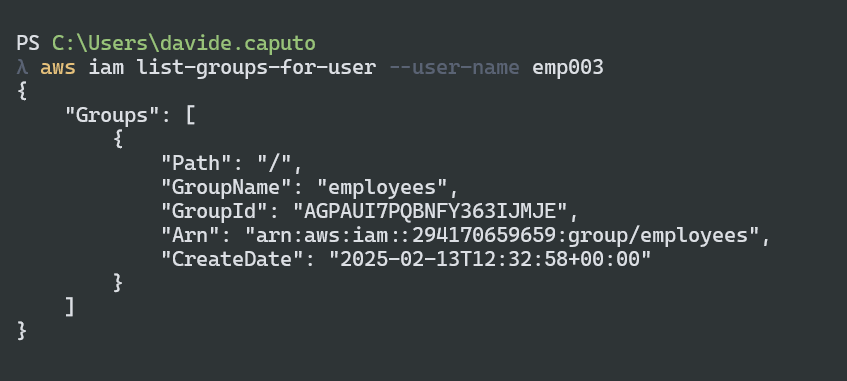 PS C:\Users\davide.caputo
λ aws iam list-groups-for-user --user-name emp003
{
    "Groups": [
        {
            "Path": "/",
            "GroupName": "employees",
            "GroupId": "AGPAUI7PQBNFY363IJMJE",
            "Arn": "arn:aws:iam::294170659659:group/employees",
            "CreateDate": "2025-02-13T12:32:58+00:00"
        }
    ]
}